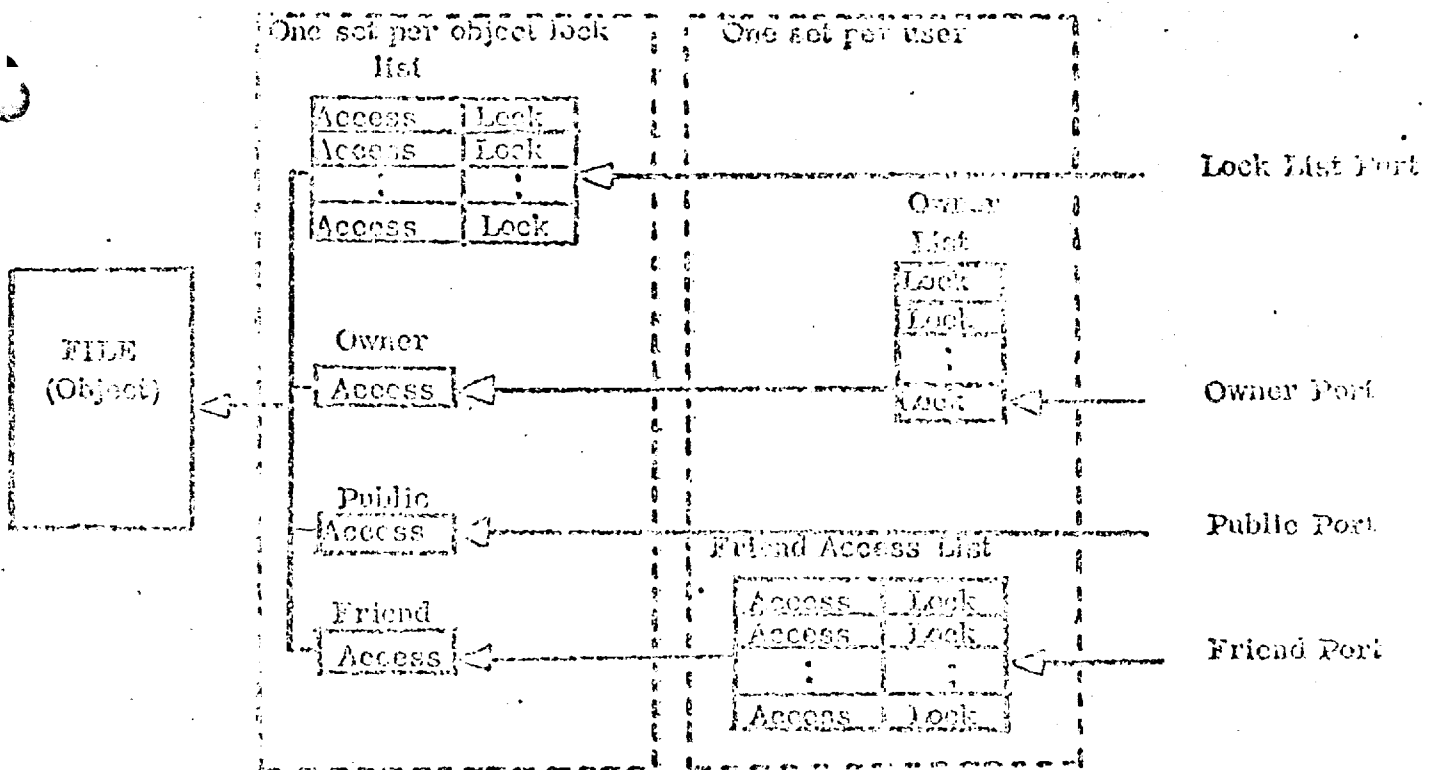 One set per object lock
list
Access Lock
Access Lock
Access Lock
Owner
Access
Public
Access
Friend
Access
One set per user
Owner
List
Lock
Lock
Lock
Friend Access List
Access Lock
Access Lock
Access Lock
FILE
(Object)
Lock List Port
Owner Port
Public Port
Friend Port